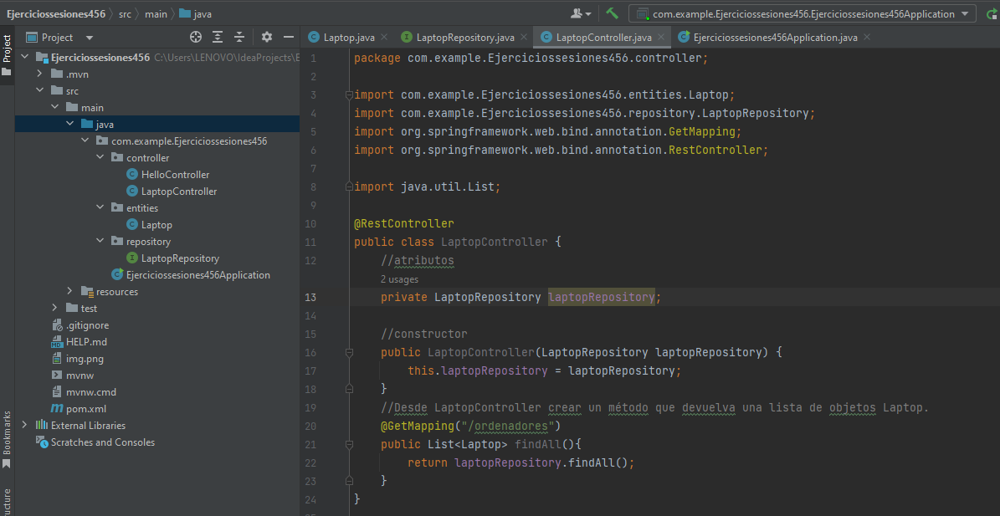 Ejerciciossesiones456 src main java
com.example.Ejerciciossesiones456.Ejerciciossesiones456Application
Project
Project
Laptop.java
LaptopRepository.java
LaptopController.java
Ejerciciossesiones456Application.java
Ejerciciossesiones456 C:\Users\LENOVO\IdeaProjects\E
.mvn
src
main
java
com.example.Ejerciciossesiones456
controller
HelloController
LaptopController
entities
Laptop
repository
LaptopRepository
Ejerciciossesiones456Application
resources
test
.gitignore
HELP.md
img.png
mvnw
mvnw.cmd
pom.xml
External Libraries
Scratches and Consoles
Bookmarks
ucture
1 package com.example.Ejerciciossesiones456.controller;
2
3 import com.example.Ejerciciossesiones456.entities.Laptop;
4 import com.example.Ejerciciossesiones456.repository.LaptopRepository;
5 import org.springframework.web.bind.annotation.GetMapping;
6 import org.springframework.web.bind.annotation.RestController;
7
8 import java.util.List;
9
10 @RestController
11 public class LaptopController {
12 //atributos
2 usages
13 private LaptopRepository laptopRepository;
14
15 //constructor
16 public LaptopController(LaptopRepository laptopRepository) {
17 this.laptopRepository = laptopRepository;
18 }
19 //Desde LaptopController crear un método que devuelva una lista de objetos Laptop.
20 @GetMapping("/ordenadores")
21 public List<Laptop> findAll(){
22 return laptopRepository.findAll();
23 }
24 }